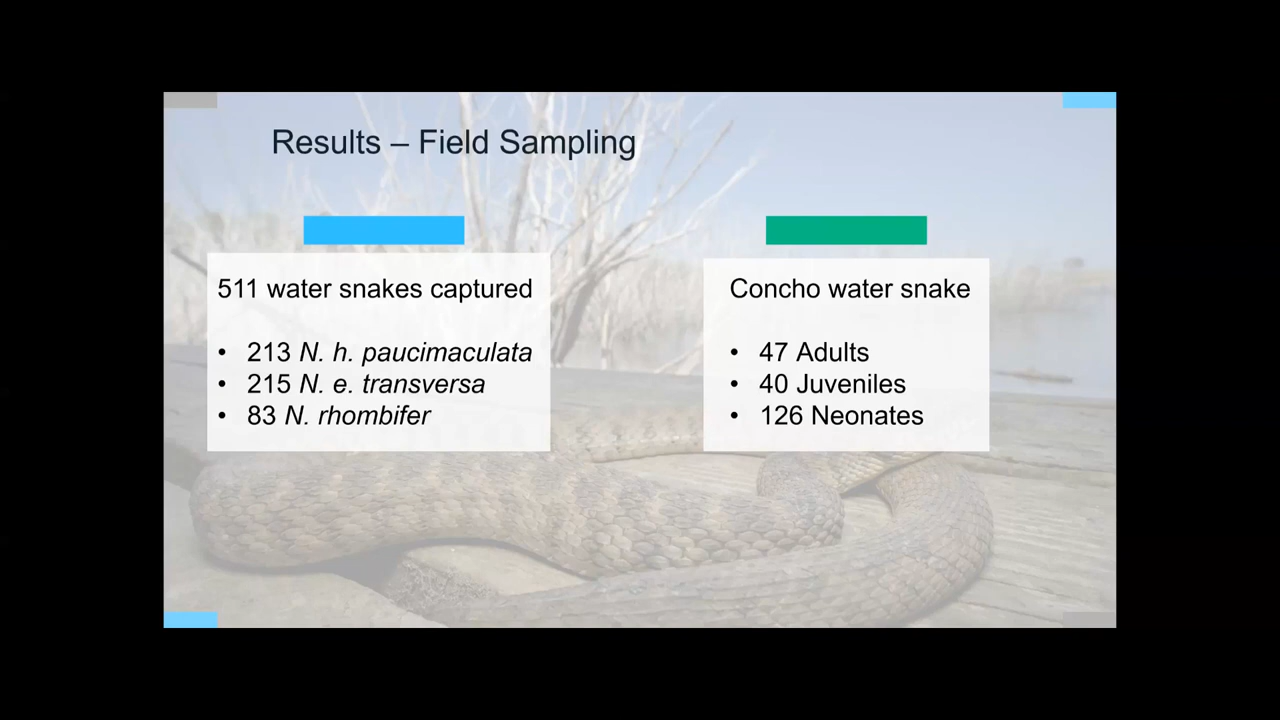 Results – Field Sampling
511 water snakes captured
• 213 N. h. paucimaculata
• 215 N. e. transversa
• 83 N. rhombifer
Concho water snake
• 47 Adults
• 40 Juveniles
• 126 Neonates